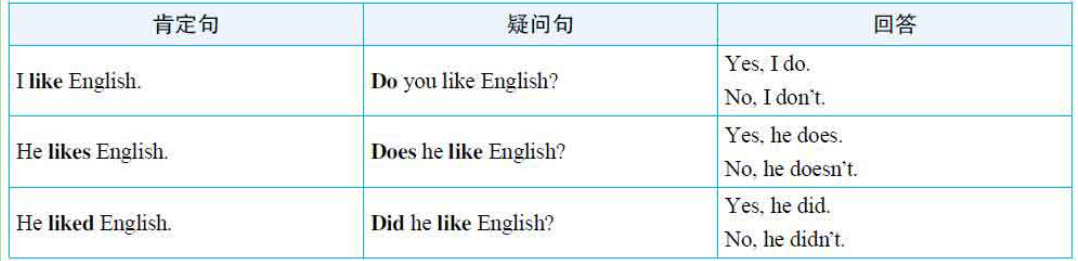 肯定句 疑问句 回答
I like English. Do you like English? Yes, I do.
No, I don't.
He likes English. Does he like English? Yes, he does.
No, he doesn't.
He liked English. Did he like English? Yes, he did.
No, he didn't.